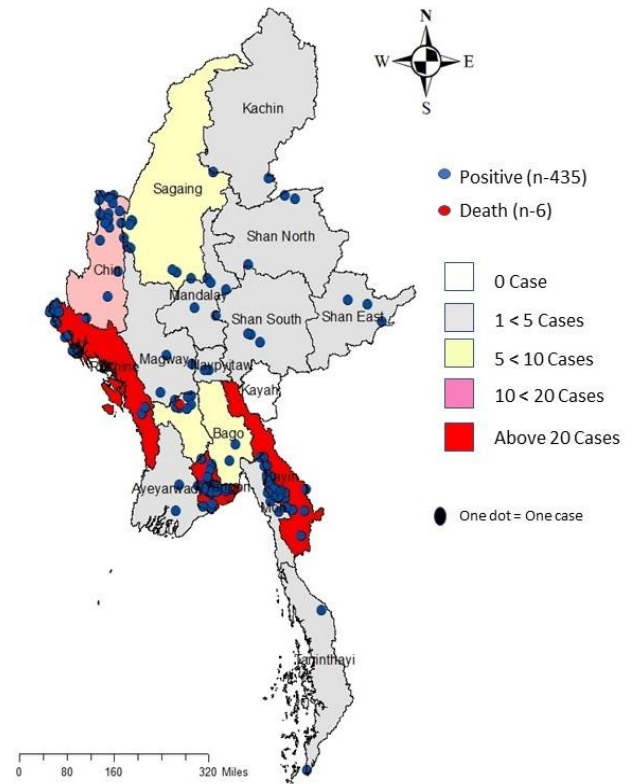 N
W
E
S
Kachin
Positive (n-435)
Sagaing
Death (n-6)
Shan North
Chin
0 Case
Mandalay
1 < 5 Cases
Shan South
Shan East
5 < 10 Cases
Magway
Naypyitaw
Kayah
10 < 20 Cases
Bago
Above 20 Cases
One dot = One case
0
80
160
320 Miles